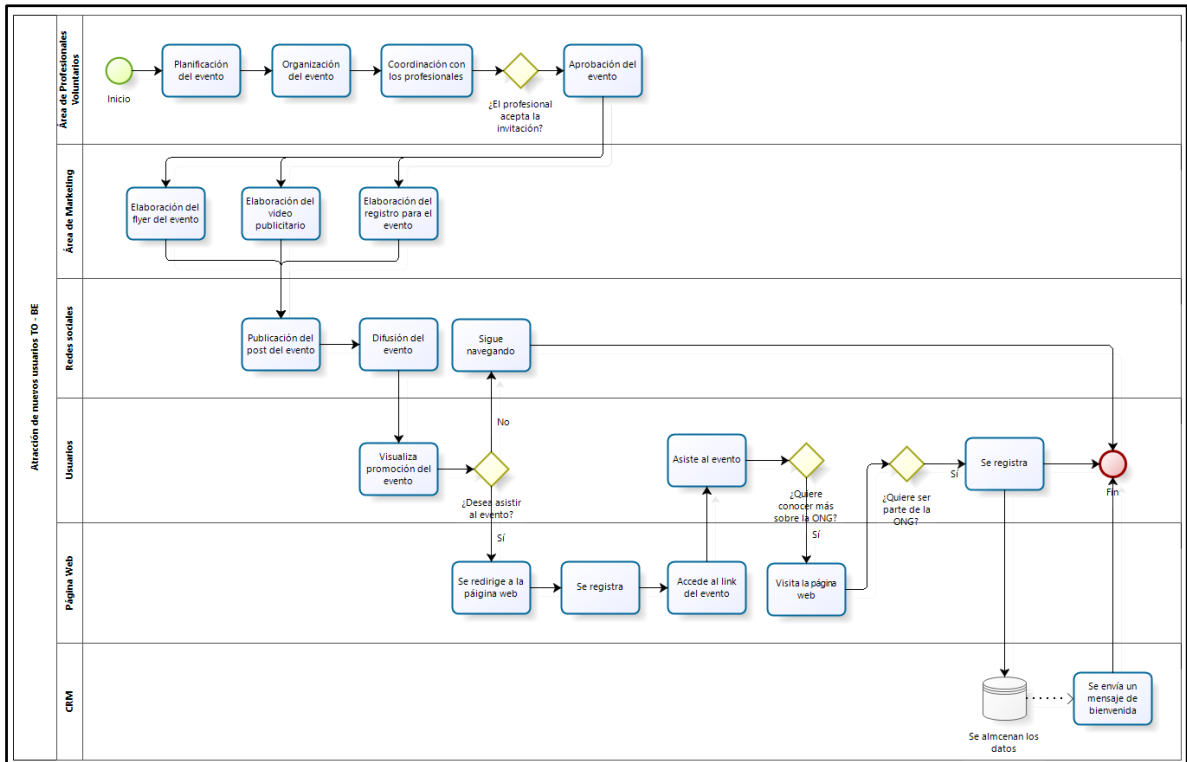 Atracción de nuevos usuarios TO - BE
Área de Profesionales
Voluntarios
Inicio
Planificación
del evento
Organización
del evento
Coordinación con
los profesionales
¿El profesional
acepta la
invitación?
Aprobación del
evento
Área de Marketing
Elaboración del
flyer del evento
Elaboración del
video
publicitario
Elaboración del
registro para el
evento
Redes sociales
Publicación del
post del evento
Difusión del
evento
Sigue
navegando
Usuarios
Visualiza
promoción del
evento
No
¿Desea asistir
al evento?
Sí
Asiste al evento
¿Quiere
conocer más
sobre la ONG?
Sí
¿Quiere ser
parte de la
ONG?
Sí
Se registra
Fin
Página Web
Se redirige a la
páigina web
Se registra
Accede al link
del evento
Visita la página
web
CRM
Se almcenan los
datos
Se envía un
mensaje de
bienvenida